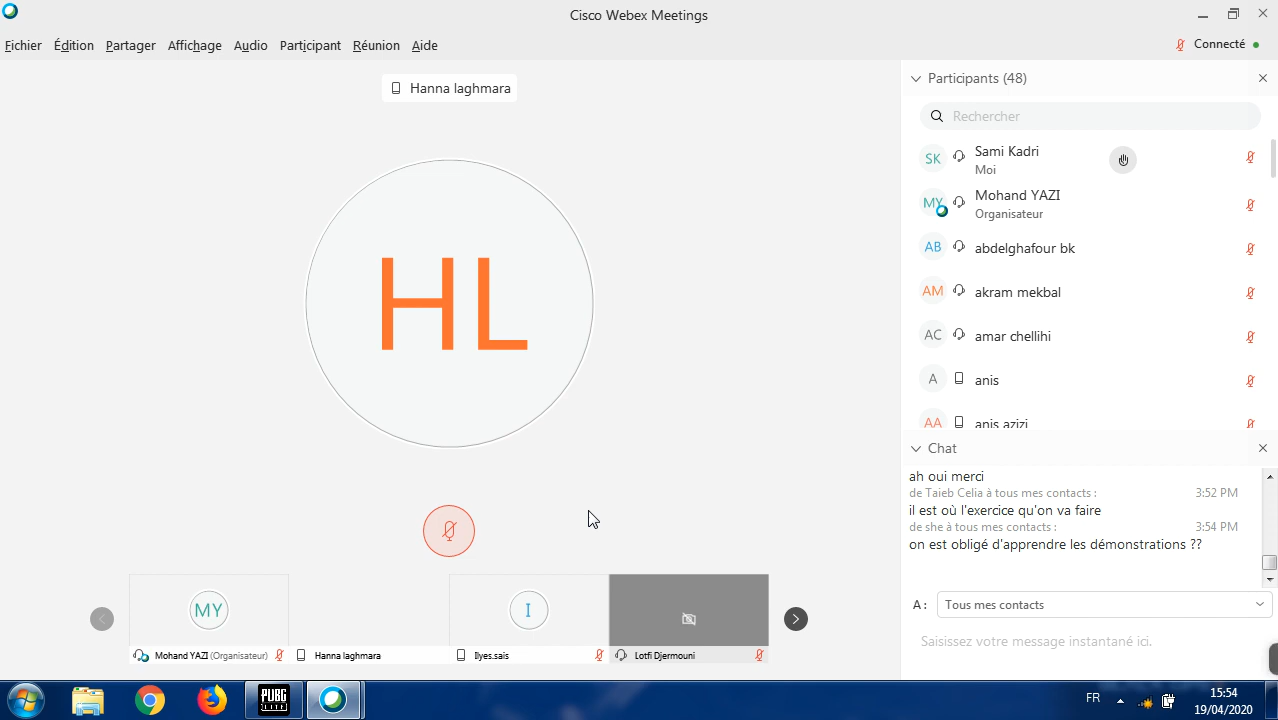 Cisco Webex Meetings
Fichier Édition Partager Affichage Audio Participant Réunion Aide
Connecté
Hanna laghmara
HL
Participants (48)
Rechercher
SK Sami Kadri
Moi
MY Mohand YAZI
Organisateur
AB abdelghafour bk
AM akram mekbal
AC amar chellihi
A anis
AA anis azizi
Chat
ah oui merci
de Taieb Celia à tous mes contacts : 3:52 PM
il est où l'exercice qu'on va faire
de she à tous mes contacts : 3:54 PM
on est obligé d'apprendre les démonstrations ??
A : Tous mes contacts
Saisissez votre message instantané ici.
MY
I
Mohand YAZI (Organisateur)
Hanna laghmara
Ilyes.sais
Lotfi Djermouni
PUBG
LITE
FR
15:54
19/04/2020